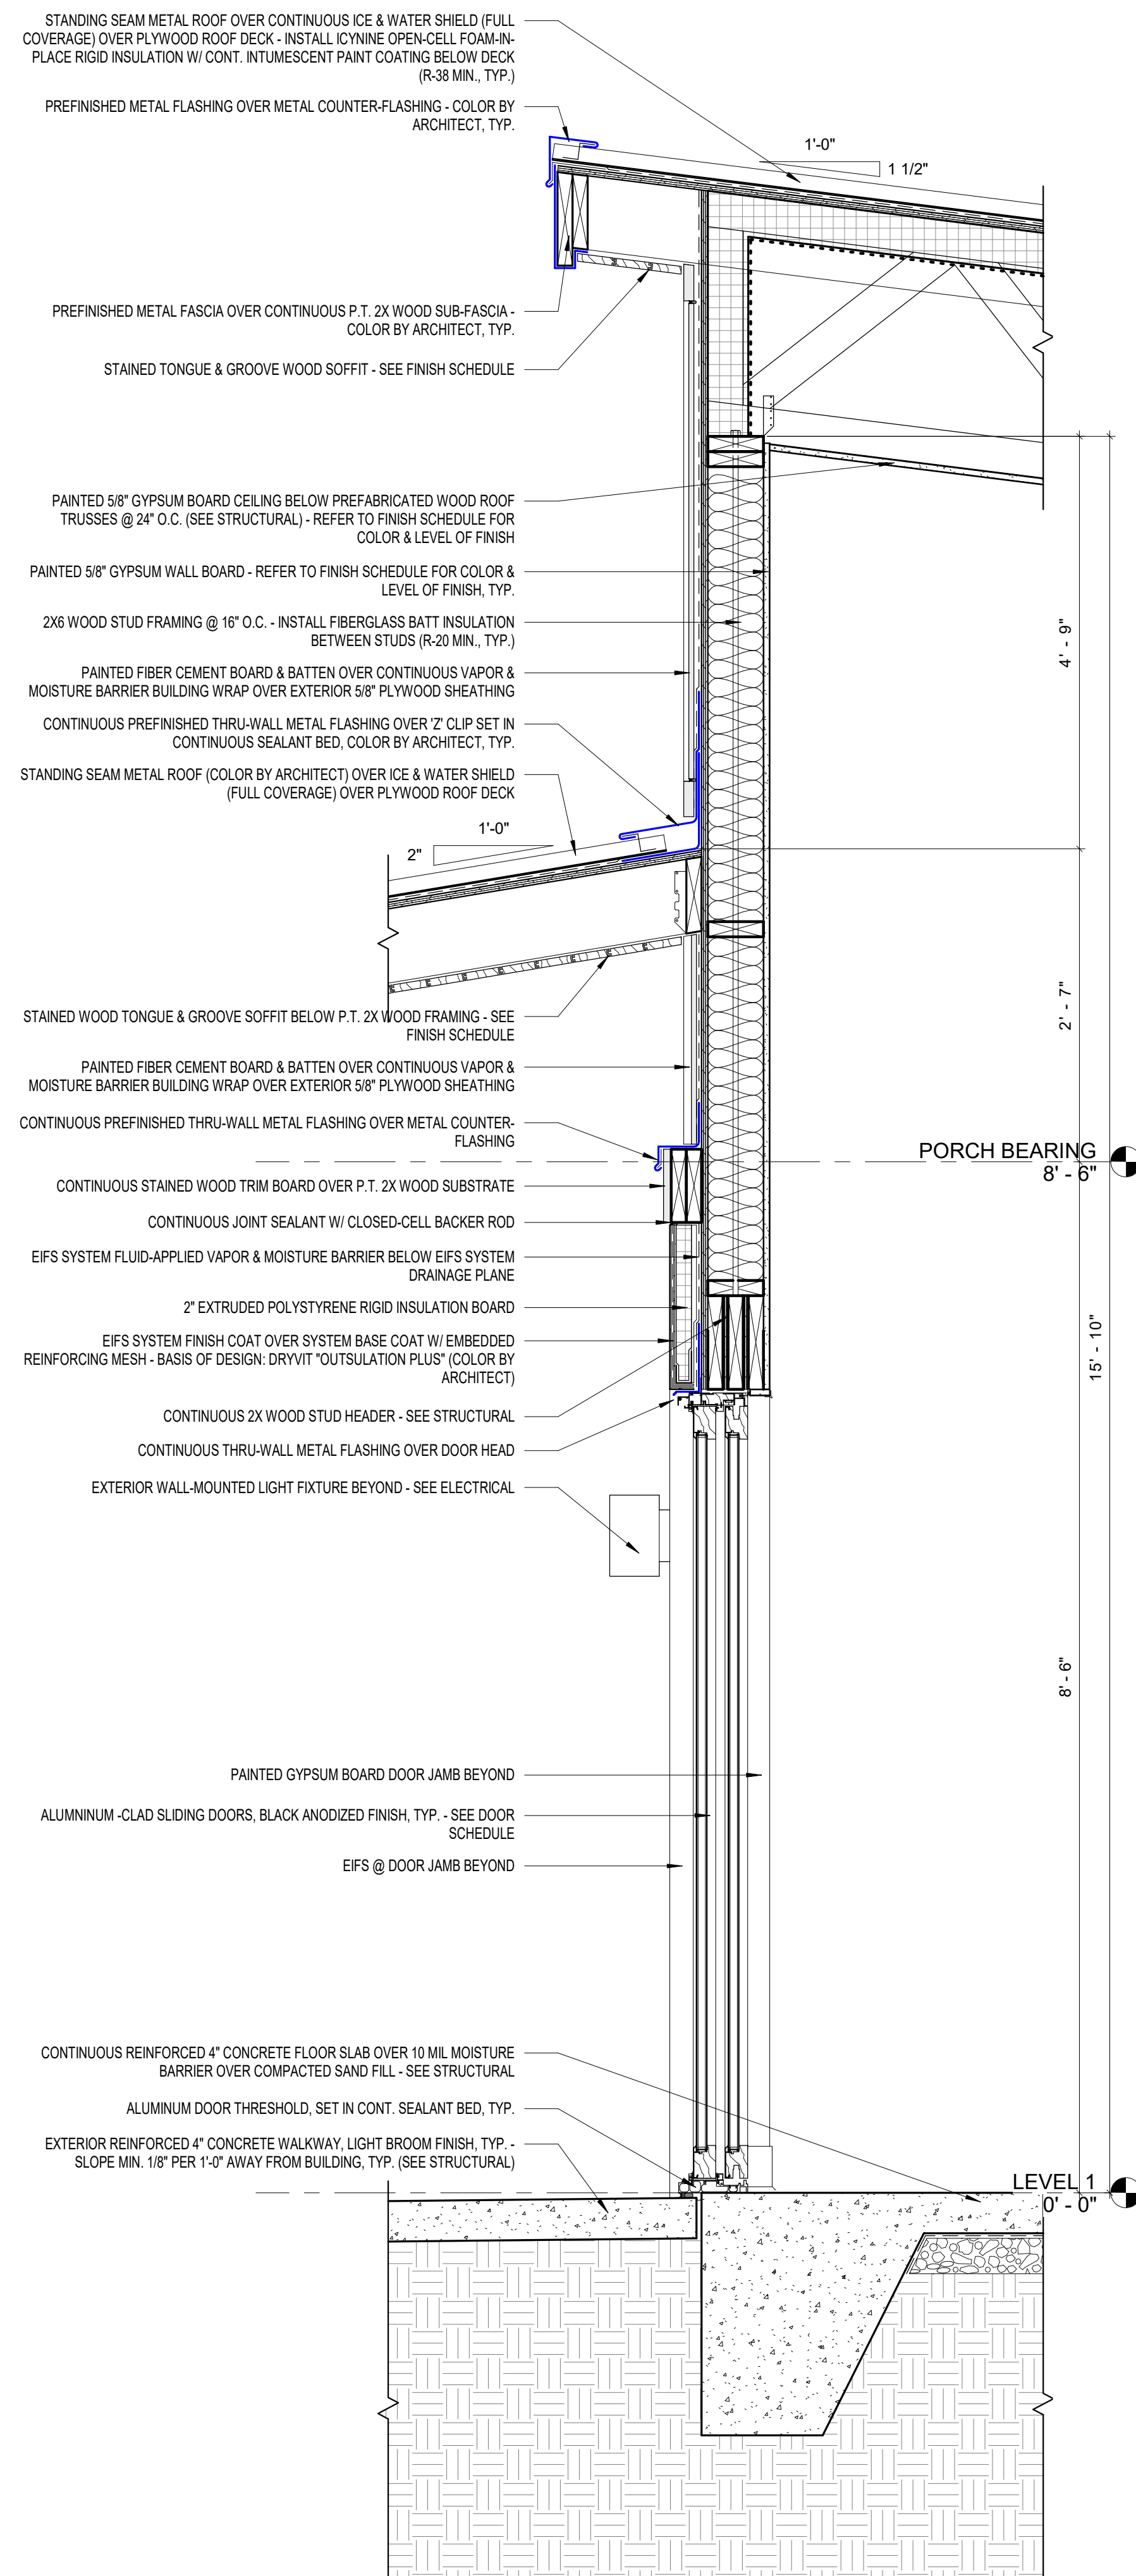 STANDING SEAM METAL ROOF OVER CONTINUOUS ICE & WATER SHIELD (FULL
COVERAGE) OVER PLYWOOD ROOF DECK - INSTALL ICYNINE OPEN-CELL FOAM-IN-
PLACE RIGID INSULATION W/ CONT. INTUMESCENT PAINT COATING BELOW DECK
(R-38 MIN., TYP.)
PREFINISHED METAL FLASHING OVER METAL COUNTER-FLASHING - COLOR BY
ARCHITECT, TYP.
1'-0"
1 1/2"
PREFINISHED METAL FASCIA OVER CONTINUOUS P.T. 2X WOOD SUB-FASCIA -
COLOR BY ARCHITECT, TYP.
STAINED TONGUE & GROOVE WOOD SOFFIT - SEE FINISH SCHEDULE
PAINTED 5/8" GYPSUM BOARD CEILING BELOW PREFABRICATED WOOD ROOF
TRUSSES @ 24" O.C. (SEE STRUCTURAL) - REFER TO FINISH SCHEDULE FOR
COLOR & LEVEL OF FINISH
PAINTED 5/8" GYPSUM WALL BOARD - REFER TO FINISH SCHEDULE FOR COLOR &
LEVEL OF FINISH, TYP.
2X6 WOOD STUD FRAMING @ 16" O.C. - INSTALL FIBERGLASS BATT INSULATION
BETWEEN STUDS (R-20 MIN., TYP.)
4' - 9"
PAINTED FIBER CEMENT BOARD & BATTEN OVER CONTINUOUS VAPOR &
MOISTURE BARRIER BUILDING WRAP OVER EXTERIOR 5/8" PLYWOOD SHEATHING
CONTINUOUS PREFINISHED THRU-WALL METAL FLASHING OVER 'Z' CLIP SET IN
CONTINUOUS SEALANT BED, COLOR BY ARCHITECT, TYP.
STANDING SEAM METAL ROOF (COLOR BY ARCHITECT) OVER ICE & WATER SHIELD
(FULL COVERAGE) OVER PLYWOOD ROOF DECK
1'-0"
2"
2' - 7"
STAINED WOOD TONGUE & GROOVE SOFFIT BELOW P.T. 2X WOOD FRAMING - SEE
FINISH SCHEDULE
PAINTED FIBER CEMENT BOARD & BATTEN OVER CONTINUOUS VAPOR &
MOISTURE BARRIER BUILDING WRAP OVER EXTERIOR 5/8" PLYWOOD SHEATHING
CONTINUOUS PREFINISHED THRU-WALL METAL FLASHING OVER METAL COUNTER-
FLASHING
PORCH BEARING
8' - 6"
CONTINUOUS STAINED WOOD TRIM BOARD OVER P.T. 2X WOOD SUBSTRATE
CONTINUOUS JOINT SEALANT W/ CLOSED-CELL BACKER ROD
EIFS SYSTEM FLUID-APPLIED VAPOR & MOISTURE BARRIER BELOW EIFS SYSTEM
DRAINAGE PLANE
2" EXTRUDED POLYSTYRENE RIGID INSULATION BOARD
EIFS SYSTEM FINISH COAT OVER SYSTEM BASE COAT W/ EMBEDDED
REINFORCING MESH - BASIS OF DESIGN: DRYVIT "OUTSULATION PLUS" (COLOR BY
ARCHITECT)
15' - 10"
CONTINUOUS 2X WOOD STUD HEADER - SEE STRUCTURAL
CONTINUOUS THRU-WALL METAL FLASHING OVER DOOR HEAD
EXTERIOR WALL-MOUNTED LIGHT FIXTURE BEYOND - SEE ELECTRICAL
8' - 6"
PAINTED GYPSUM BOARD DOOR JAMB BEYOND
ALUMNINUM -CLAD SLIDING DOORS, BLACK ANODIZED FINISH, TYP. - SEE DOOR
SCHEDULE
EIFS @ DOOR JAMB BEYOND
CONTINUOUS REINFORCED 4" CONCRETE FLOOR SLAB OVER 10 MIL MOISTURE
BARRIER OVER COMPACTED SAND FILL - SEE STRUCTURAL
ALUMINUM DOOR THRESHOLD, SET IN CONT. SEALANT BED, TYP.
EXTERIOR REINFORCED 4" CONCRETE WALKWAY, LIGHT BROOM FINISH, TYP. -
SLOPE MIN. 1/8" PER 1'-0" AWAY FROM BUILDING, TYP. (SEE STRUCTURAL)
LEVEL 1
0' - 0"